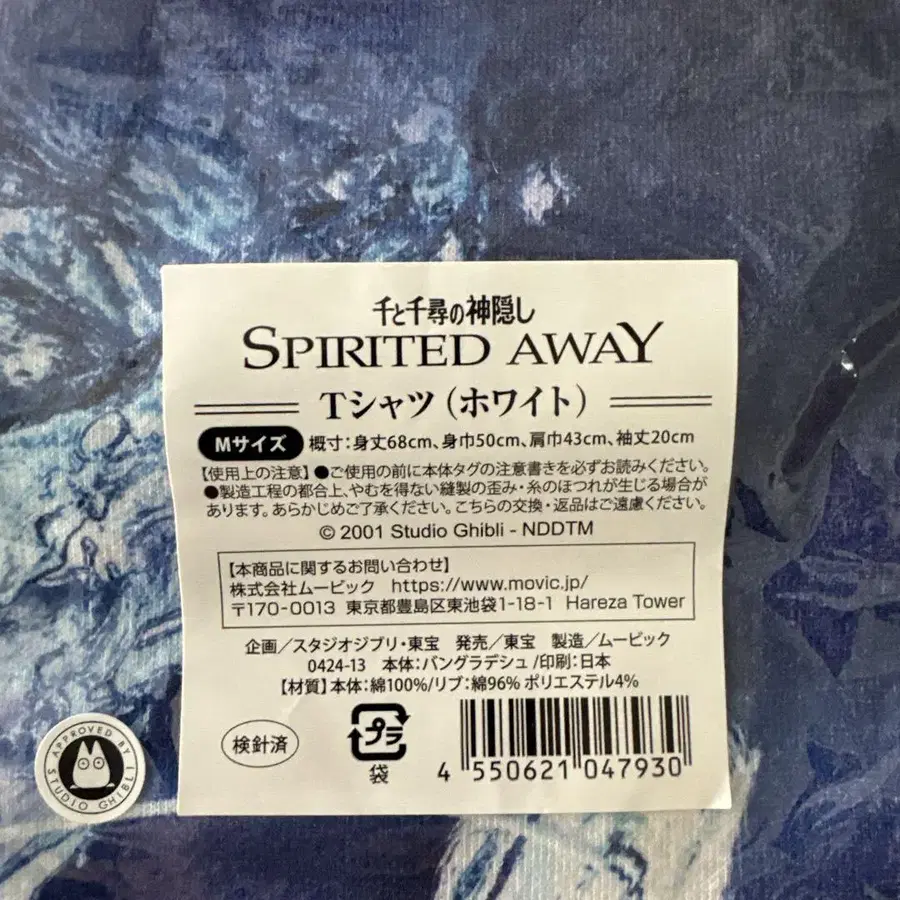 千と千尋の神隠し
SPIRITED AWAY
Tシャツ(ホワイト)
Mサイズ 概寸:身丈68cm、身巾50cm、肩巾43cm、袖丈20cm
【使用上の注意】●ご使用の前に本体タグの注意書きを必ずお読みください。
●製造工程の都合上、やむを得ない縫製の歪み・糸のほつれが生じる場合が
あります。あらかじめご了承ください。こちらの交換・返品はご遠慮ください。
© 2001 Studio Ghibli - NDDTM
【本商品に関するお問い合わせ】
株式会社ムービック https://www.movic.jp/
〒170-0013 東京都豊島区東池袋1-18-1 Hareza Tower
企画/スタジオジブリ・東宝 発売/東宝 製造/ムービック
0424-13 本体:バングラデシュ/印刷:日本
【材質】本体:綿100%/リブ:綿96% ポリエステル4%
検針済
プラ
袋
4 550621 047930
APPROVED BY
STUDIO GHIBLI